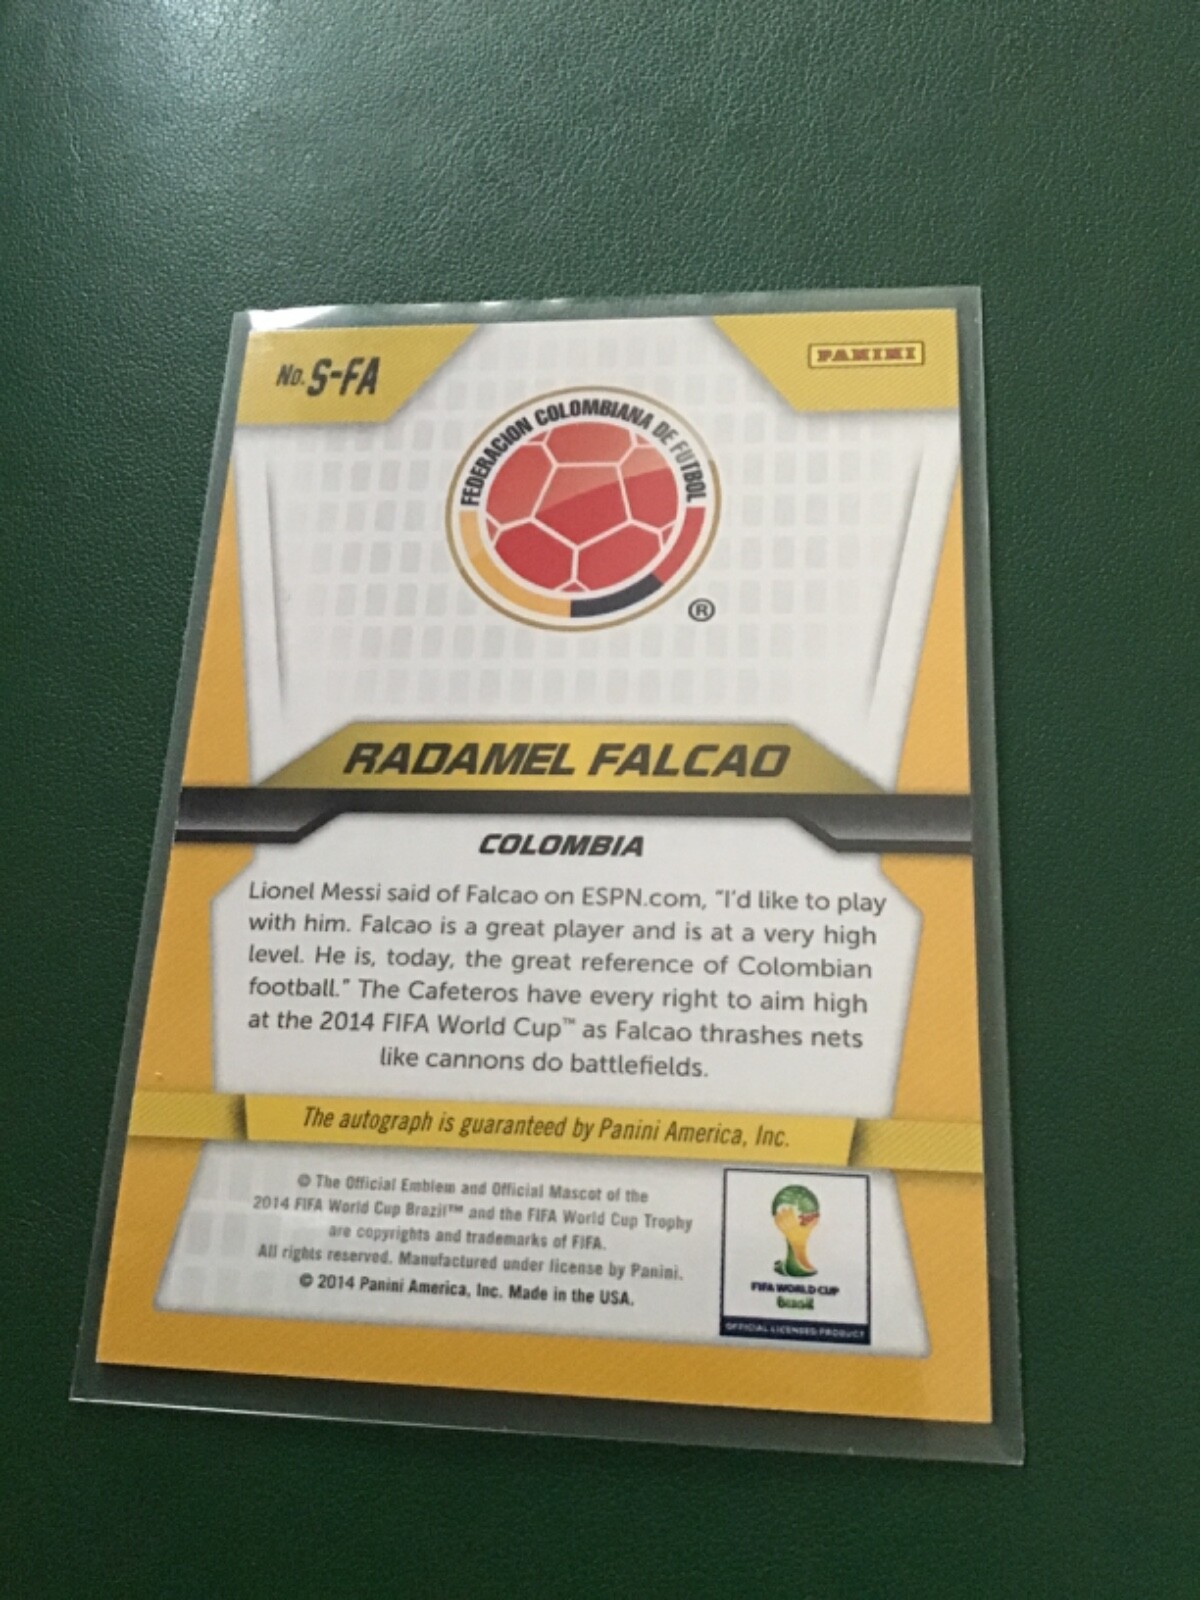 No. S-FA
PANINI
FEDERACION COLOMBIANA DE FUTBOL
®
RADAMEL FALCAO
COLOMBIA
Lionel Messi said of Falcao on ESPN.com, “I’d like to play
with him. Falcao is a great player and is at a very high
level. He is, today, the great reference of Colombian
football.” The Cafeteros have every right to aim high
at the 2014 FIFA World Cup™ as Falcao thrashes nets
like cannons do battlefields.
The autograph is guaranteed by Panini America, Inc.
© The Official Emblem and Official Mascot of the
2014 FIFA World Cup Brazil™ and the FIFA World Cup Trophy
are copyrights and trademarks of FIFA.
All rights reserved. Manufactured under license by Panini.
© 2014 Panini America, Inc. Made in the USA.
FIFA WORLD CUP
Brasil
OFFICIAL LICENSED PRODUCT